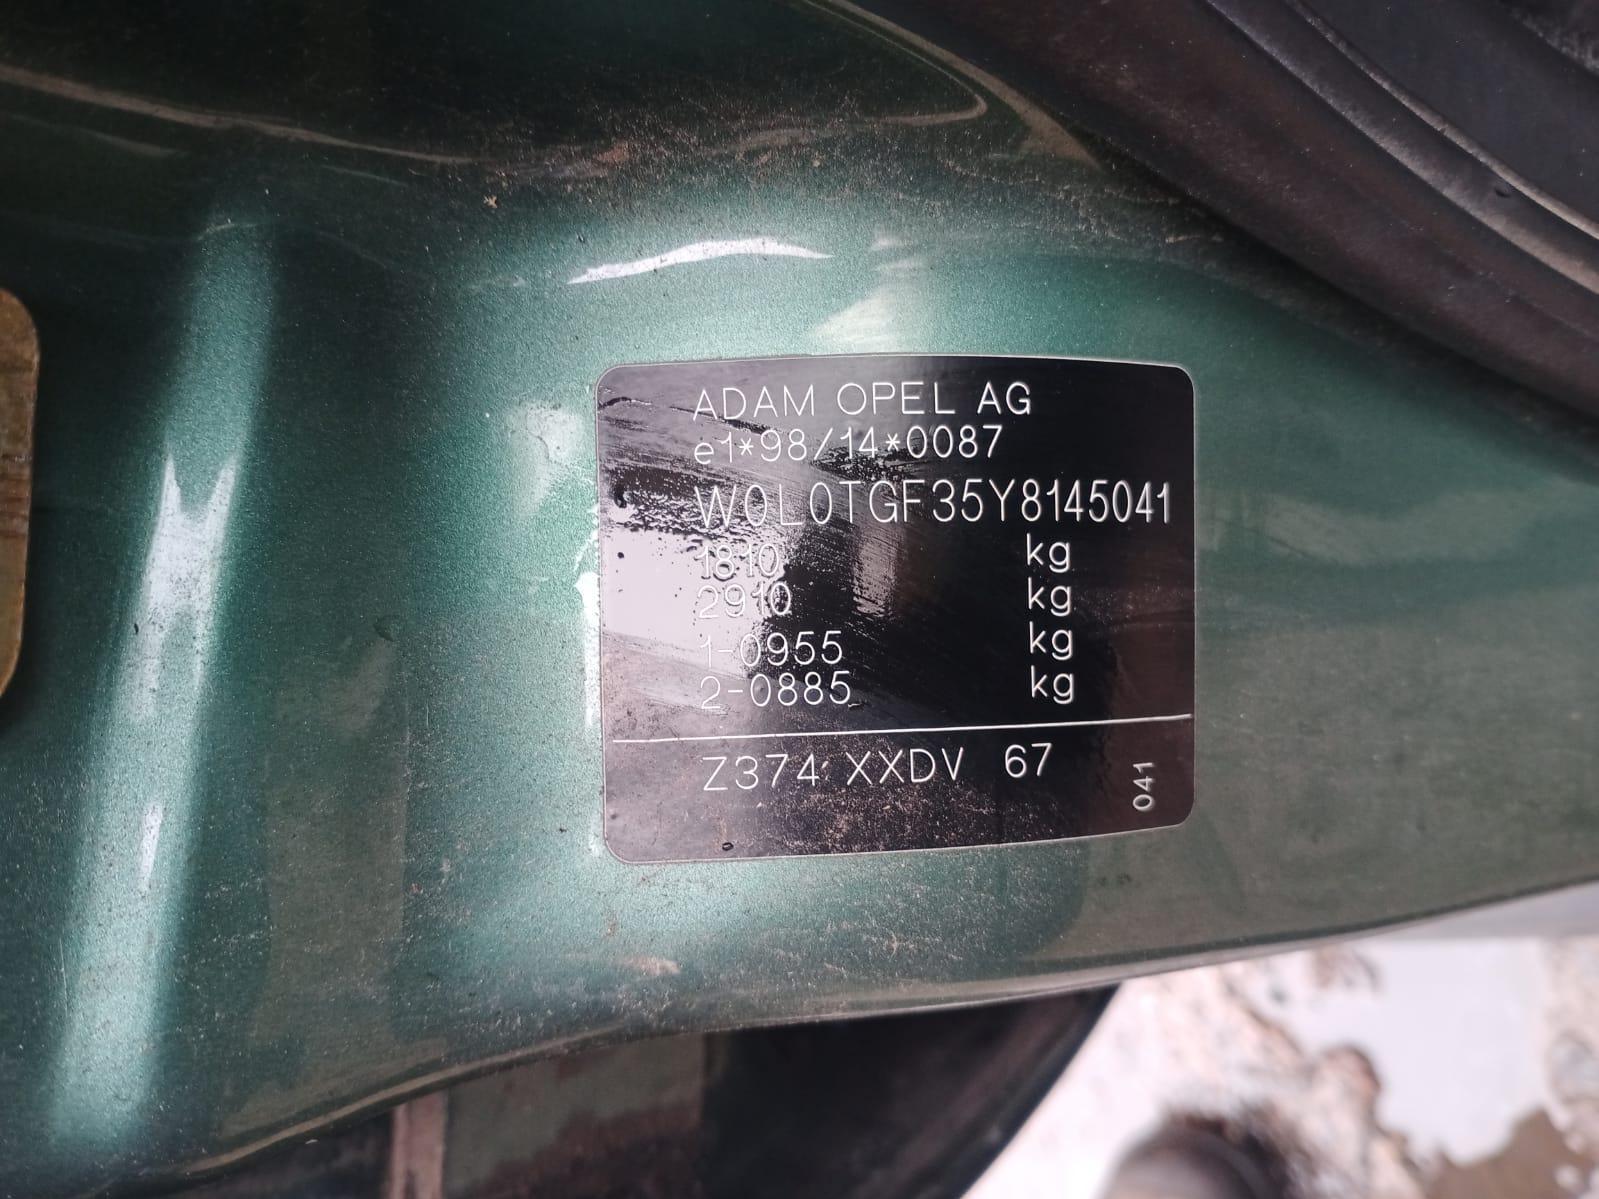 ADAM OPEL AG
e1*98/14*0087
W0L0TGF35Y8145041
1810 kg
2910 kg
1-0955 kg
2-0885 kg
Z374 XXDV 67
041